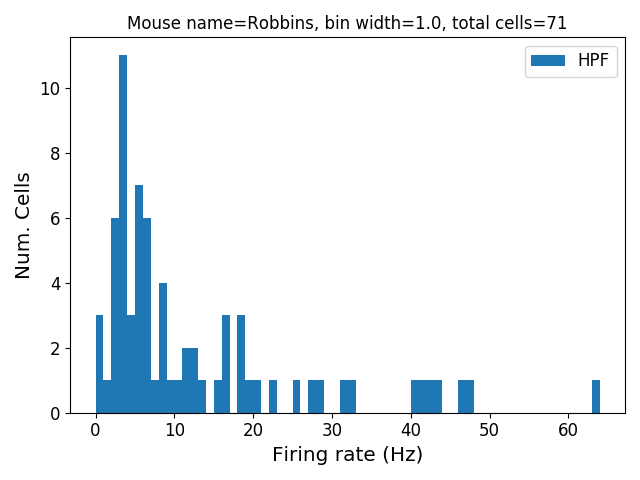 Mouse name=Robbins, bin width=1.0, total cells=71
HPF
10
8
6
4
2
0
Num. Cells
0 10 20 30 40 50 60
Firing rate (Hz)